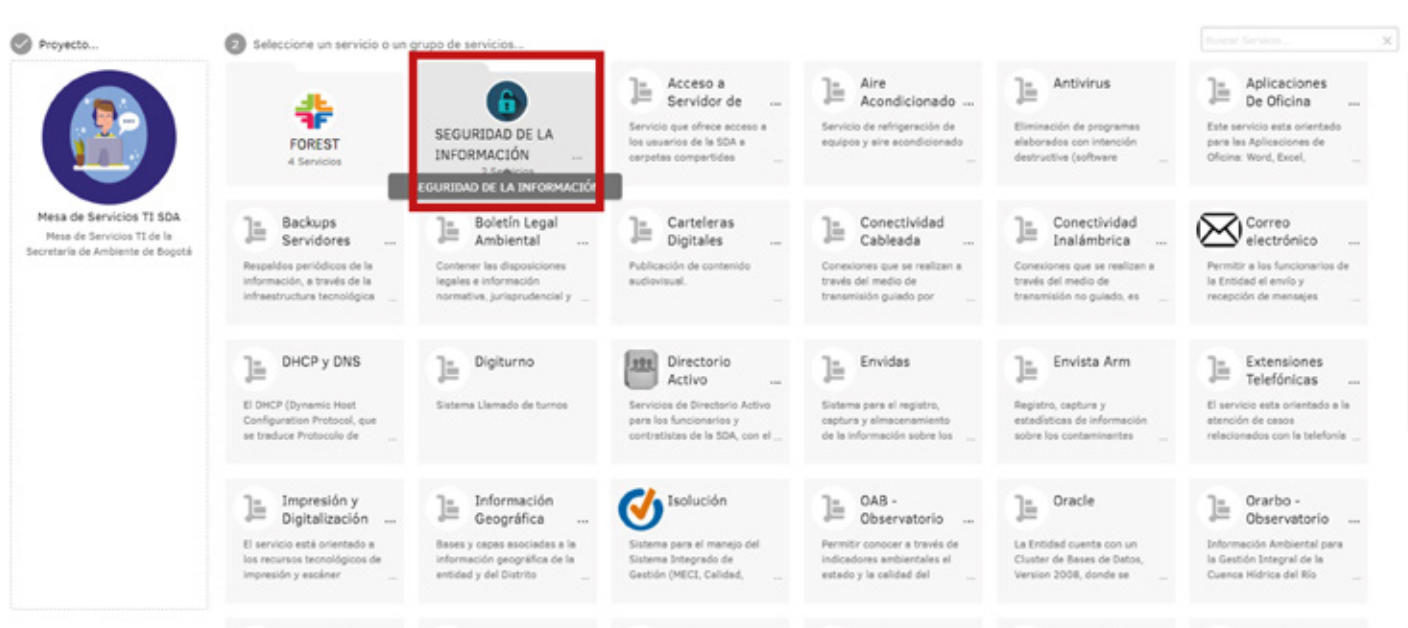 Proyecto...
2 Seleccione un servicio o un grupo de servicios...
Buscar Servicio...
Mesa de Servicios TI SDA
Mesa de Servicios TI de la
Secretaría de Ambiente de Bogotá
FOREST
4 Servicios
SEGURIDAD DE LA
INFORMACIÓN ...
Servicios
SEGURIDAD DE LA INFORMACIÓN
Acceso a
Servidor de ...
Servicio que ofrece acceso a
los usuarios de la SDA a
carpetas compartidas ...
Aire
Acondicionado ...
Servicio de refrigeración de
equipos y aire acondicionado
...
Antivirus
Eliminación de programas
elaborados con intención
destructiva (software ...
Aplicaciones
De Oficina ...
Este servicio esta orientado
para las Aplicaciones de
Oficina: Word, Excel, ...
Backups
Servidores ...
Respaldos periódicos de la
información, a través de la
infraestructura tecnológica ...
Boletín Legal
Ambiental ...
Contener las disposiciones
legales e información
normativa, jurisprudencial y ...
Carteleras
Digitales ...
Publicación de contenido
audiovisual.
...
Conectividad
Cableada ...
Conexiones que se realizan a
través del medio de
transmisión guiado por ...
Conectividad
Inalámbrica ...
Conexiones que se realizan a
través del medio de
transmisión no guiado, es ...
Correo
electrónico ...
Permitir a los funcionarios de
la Entidad el envío y
recepción de mensajes ...
DHCP y DNS
El DHCP (Dynamic Host
Configuration Protocol, que
se traduce Protocolo de ...
Digiturno
Sistema Llamado de turnos
Directorio
Activo ...
Servicios de Directorio Activo
para los funcionarios y
contratistas de la SDA, con el ...
Envidas
Sistema para el registro,
captura y almacenamiento
de la información sobre los ...
Envista Arm
Registro, captura y
estadísticas de información
sobre los contaminantes ...
Extensiones
Telefónicas ...
El servicio esta orientado a la
atención de casos
relacionados con la telefonía ...
Impresión y
Digitalización ...
El servicio está orientado a
los recursos tecnológicos de
impresión y escáner ...
Información
Geográfica ...
Bases y capas asociadas a la
información geográfica de la
entidad y del Distrito ...
Isolución
Sistema para el manejo del
Sistema Integrado de
Gestión (MECI, Calidad, ...
OAB -
Observatorio ...
Permitir conocer a través de
indicadores ambientales el
estado y la calidad del ...
Oracle
La Entidad cuenta con un
Cluster de Bases de Datos,
Version 2008, donde se ...
Orarbo -
Observatorio ...
Información Ambiental para
la Gestión Integral de la
Cuenca Hídrica del Río ...